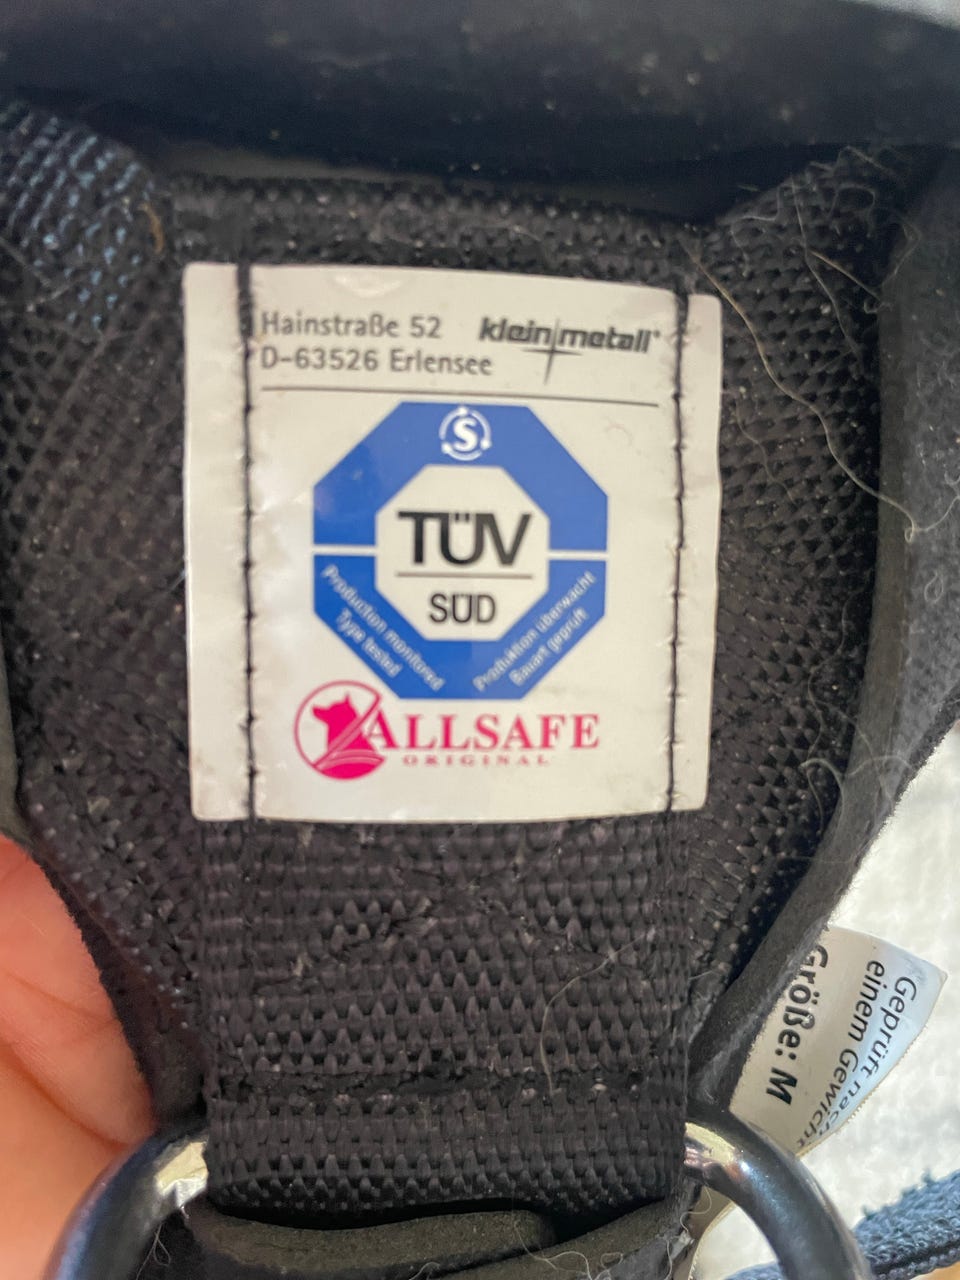 Hainstraße 52
D-63526 Erlensee
klein metall®
S
TÜV
SÜD
Production monitored
Type tested
Produktion überwacht
Bauart geprüft
ALLSAFE
ORIGINAL
Größe: M
Geprüft nach
einem Gewicht